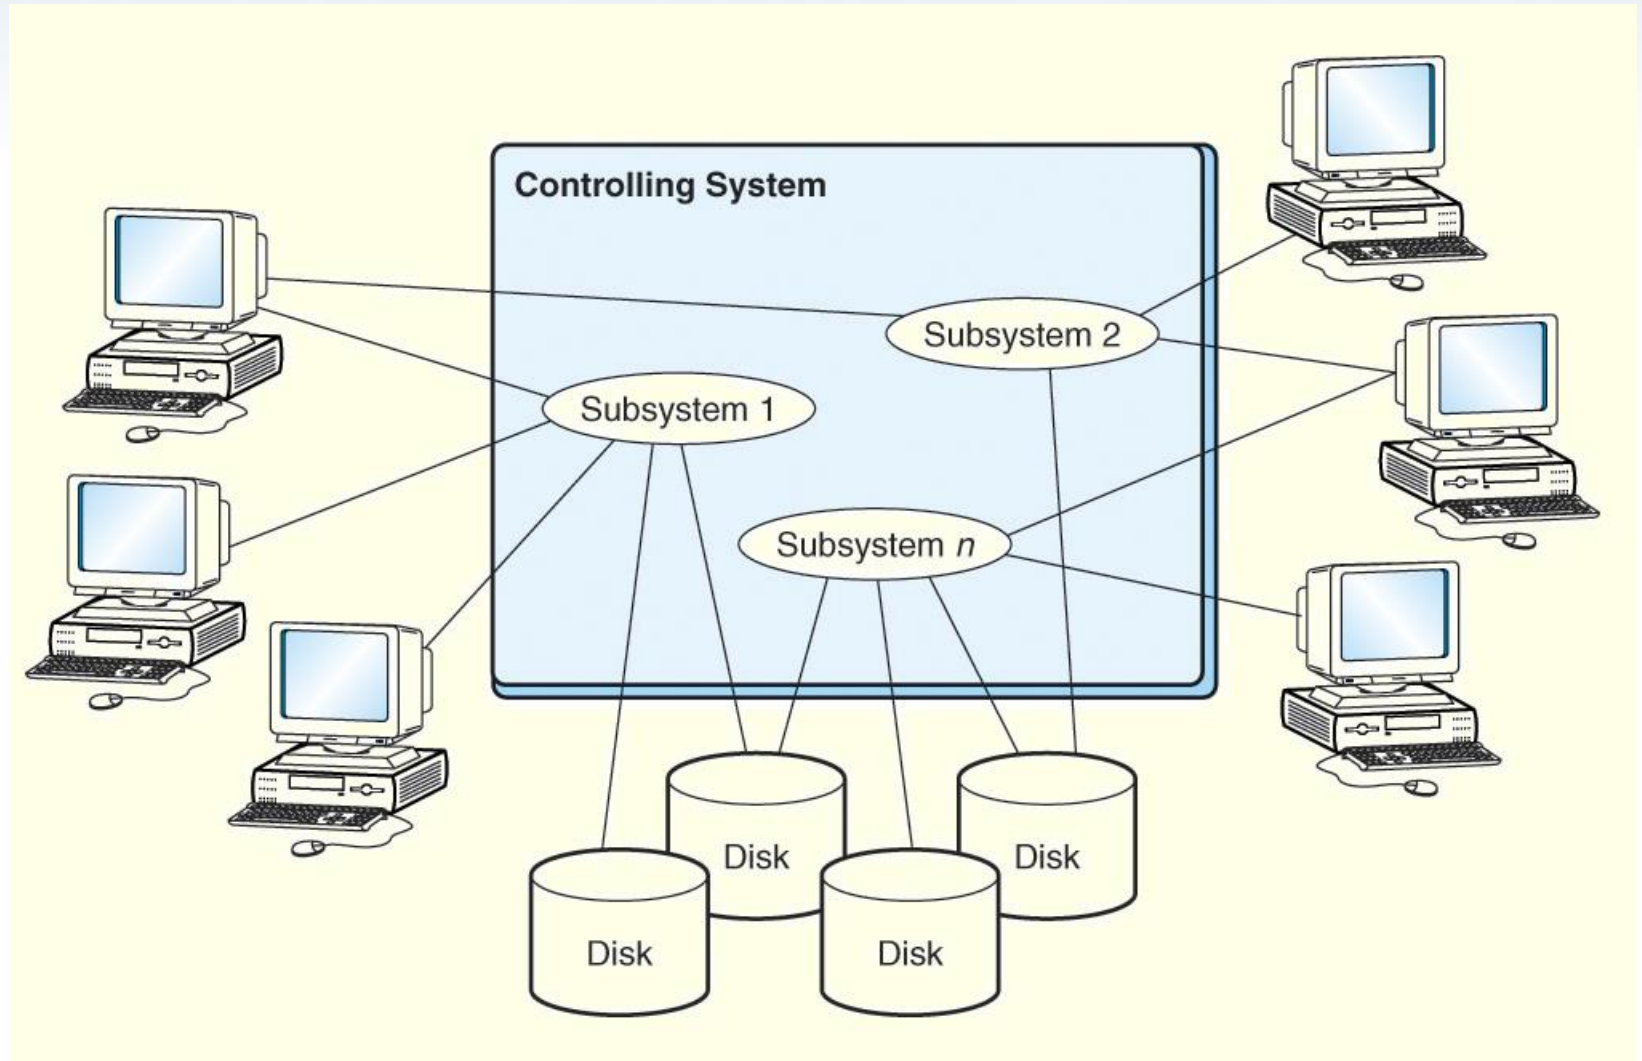 Controlling System
Subsystem 2
Subsystem 1
Subsystem n
Disk
Disk
Disk
Disk